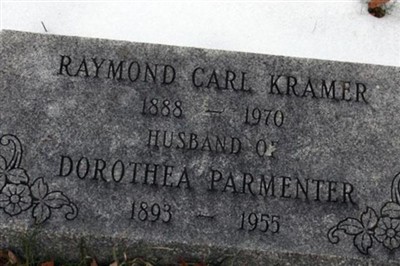 RAYMOND CARL KRAMER
1888 – 1970
HUSBAND OF
DOROTHEA PARMENTER
1893 – 1955